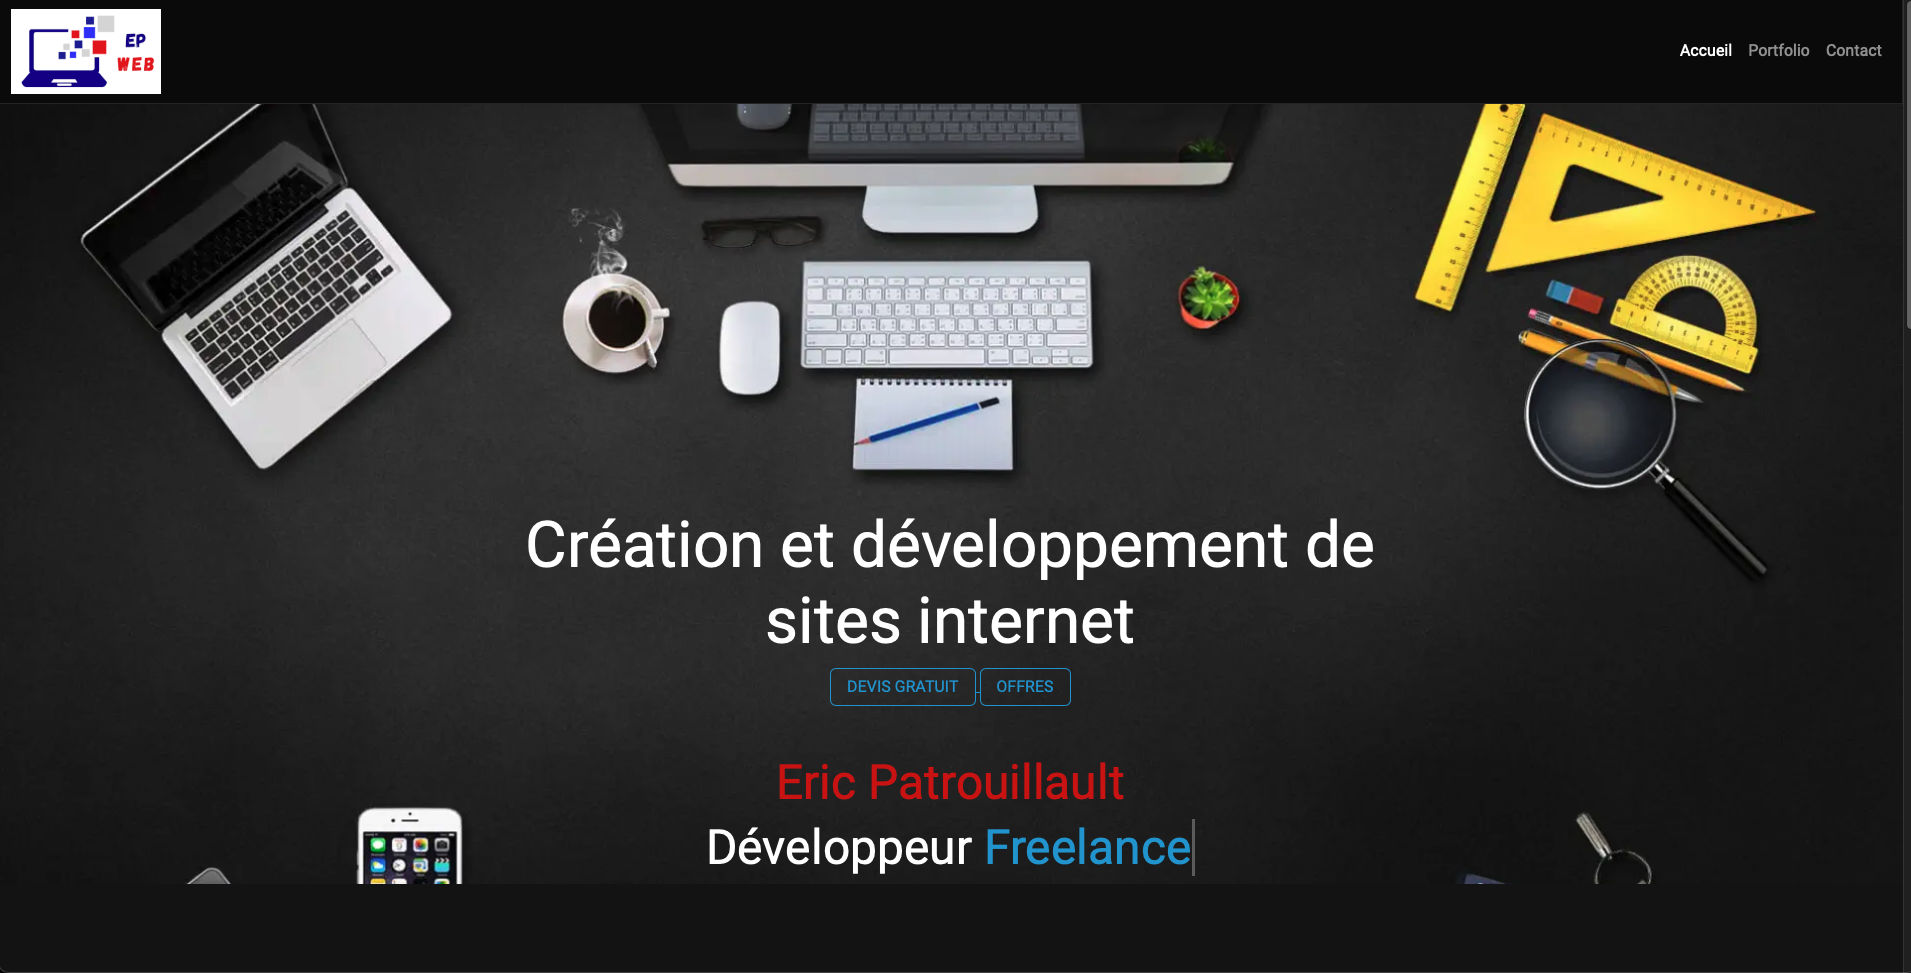 EP
WEB
Accueil Portfolio Contact
Création et développement de
sites internet
DEVIS GRATUIT OFFRES
Eric Patrouillault
Développeur Freelance